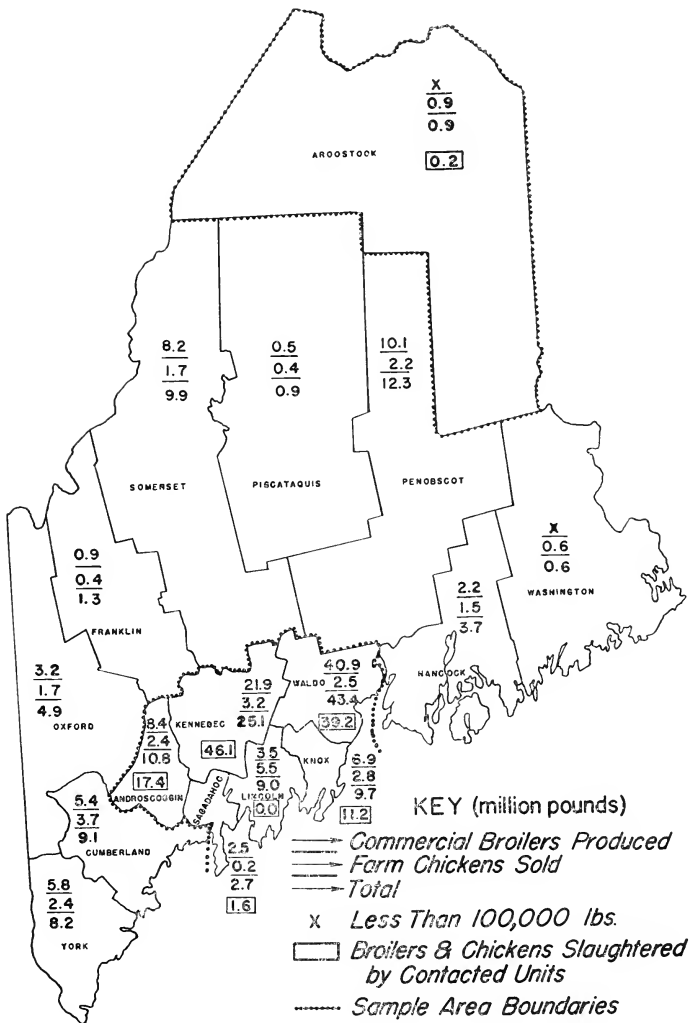 X
0.9
0.9
0.2
AROOSTOCK
8.2
1.7
9.9
SOMERSET
0.5
0.4
0.9
PISCATAQUIS
10.1
2.2
12.3
PENOBSCOT
X
0.6
0.6
WASHINGTON
0.9
0.4
1.3
FRANKLIN
2.2
1.5
3.7
HANCOCK
3.2
1.7
4.9
OXFORD
8.4
2.4
10.8
17.4
ANDROSCOGGIN
KENNEBEC
21.9
3.2
25.1
46.1
WALDO
40.9
2.5
43.4
39.2
SAGADAHOC
3.5
5.5
9.0
LINCOLN
0.0
KNOX
6.9
2.8
9.7
11.2
5.4
3.7
9.1
CUMBERLAND
2.5
0.2
2.7
1.6
5.8
2.4
8.2
YORK
KEY (million pounds)
Commercial Broilers Produced
Farm Chickens Sold
Total
X Less Than 100,000 lbs.
Broilers & Chickens Slaughtered
by Contacted Units
Sample Area Boundaries